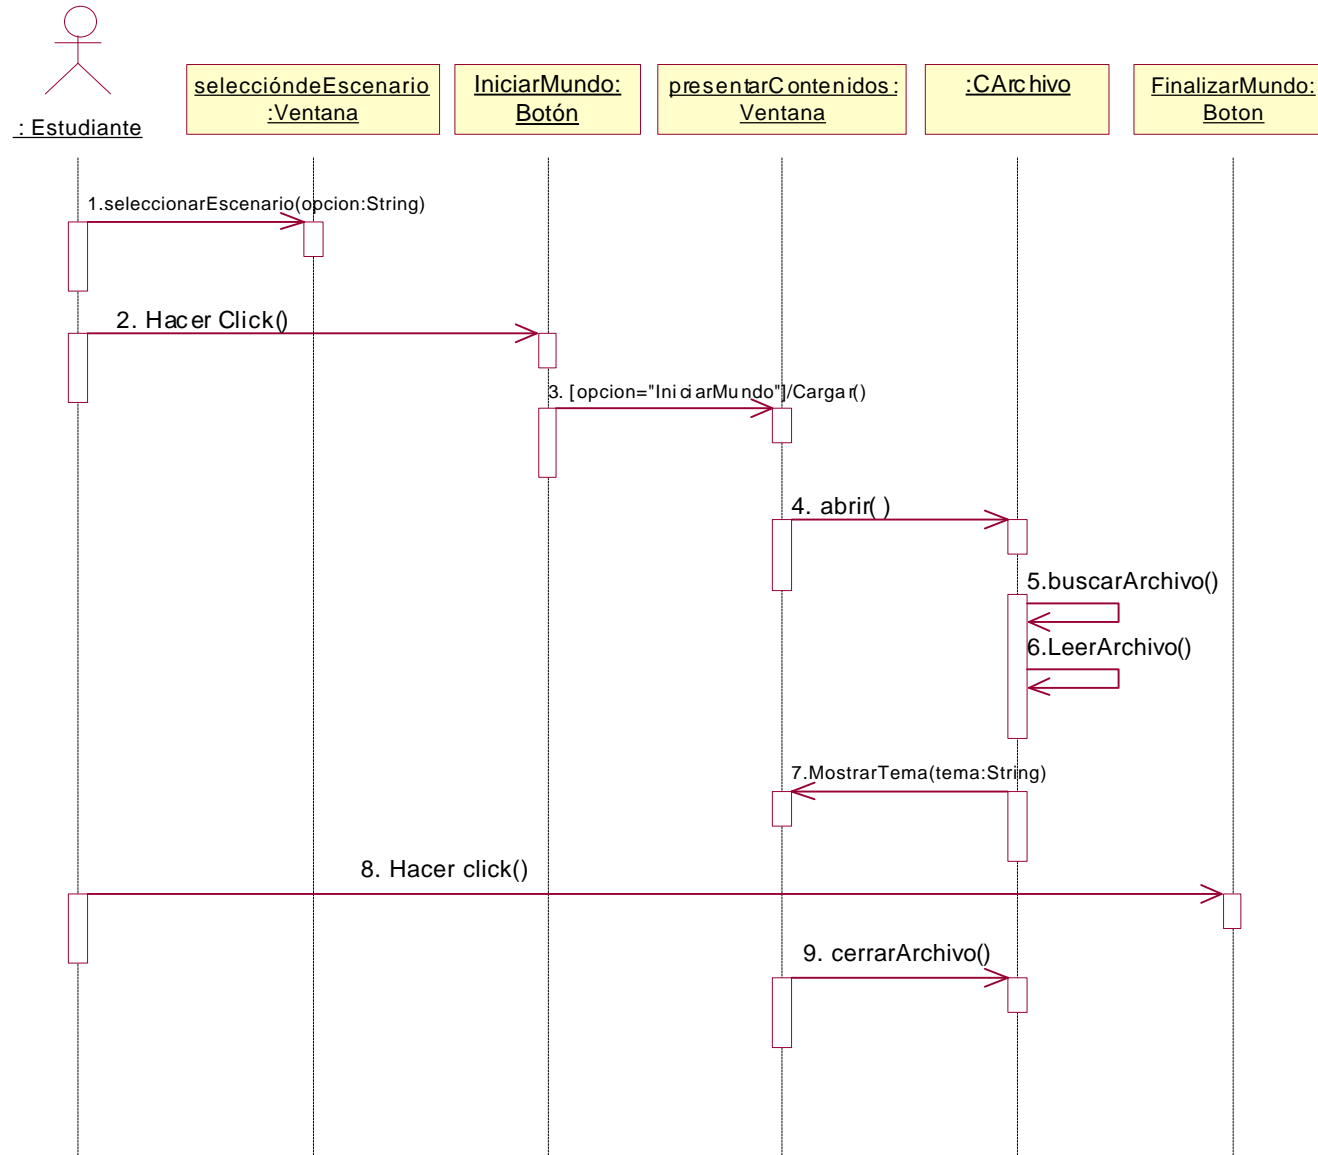 seleccióndeEscenario
:Ventana
IniciarMundo:
Botón
presentarContenidos:
Ventana
:CArchivo
FinalizarMundo:
Boton
: Estudiante
1.seleccionarEscenario(opcion:String)
2. Hacer Click()
3. [opcion="IniciarMundo"]/Cargar()
4. abrir( )
5.buscarArchivo()
6.LeerArchivo()
7.MostrarTema(tema:String)
8. Hacer click()
9. cerrarArchivo()